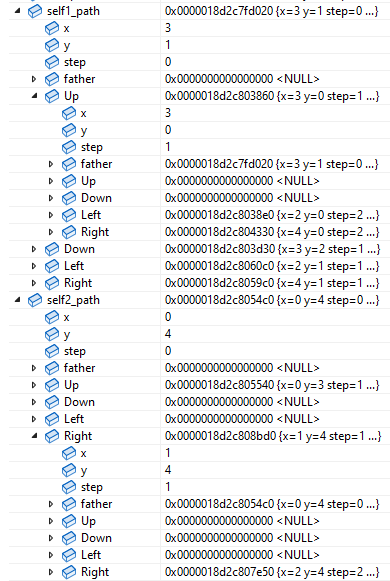 self1_path 0x0000018d2c7fd020 {x=3 y=1 step=0 ...}
x 3
y 1
step 0
father 0x0000000000000000 <NULL>
Up 0x0000018d2c803860 {x=3 y=0 step=1 ...}
x 3
y 0
step 1
father 0x0000018d2c7fd020 {x=3 y=1 step=0 ...}
Up 0x0000000000000000 <NULL>
Down 0x0000000000000000 <NULL>
Left 0x0000018d2c8038e0 {x=2 y=0 step=2 ...}
Right 0x0000018d2c804330 {x=4 y=0 step=2 ...}
Down 0x0000018d2c803d30 {x=3 y=2 step=1 ...}
Left 0x0000018d2c8060c0 {x=2 y=1 step=1 ...}
Right 0x0000018d2c8059c0 {x=4 y=1 step=1 ...}
self2_path 0x0000018d2c8054c0 {x=0 y=4 step=0 ...}
x 0
y 4
step 0
father 0x0000000000000000 <NULL>
Up 0x0000018d2c805540 {x=0 y=3 step=1 ...}
Down 0x0000000000000000 <NULL>
Left 0x0000000000000000 <NULL>
Right 0x0000018d2c808bd0 {x=1 y=4 step=1 ...}
x 1
y 4
step 1
father 0x0000018d2c8054c0 {x=0 y=4 step=0 ...}
Up 0x0000000000000000 <NULL>
Down 0x0000000000000000 <NULL>
Left 0x0000000000000000 <NULL>
Right 0x0000018d2c807e50 {x=2 y=4 step=2 ...}